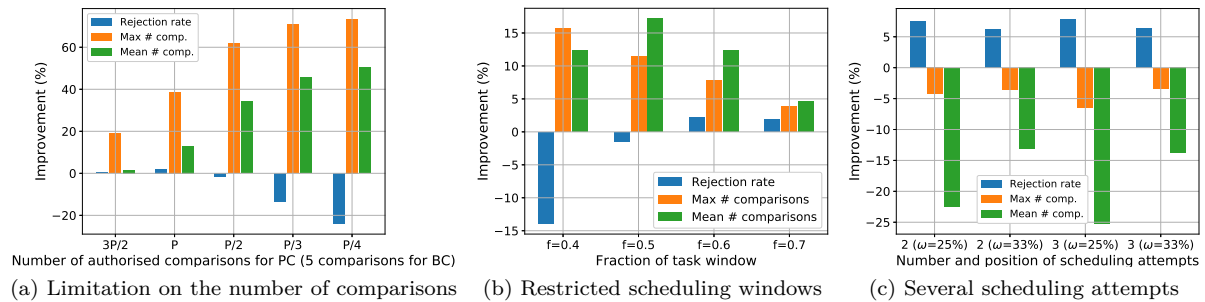 Improvement (%)
60
40
20
0
−20
Rejection rate
Max # comp.
Mean # comp.
3P/2 P P/2 P/3 P/4
Number of authorised comparisons for PC (5 comparisons for BC)
(a) Limitation on the number of comparisons
Improvement (%)
15
10
5
0
−5
−10
−15
Rejection rate
Max # comparisons
Mean # comparisons
f=0.4 f=0.5 f=0.6 f=0.7
Fraction of task window
(b) Restricted scheduling windows
Improvement (%)
5
0
−5
−10
−15
−20
−25
Rejection rate
Max # comp.
Mean # comp.
2 (ω=25%) 2 (ω=33%) 3 (ω=25%) 3 (ω=33%)
Number and position of scheduling attempts
(c) Several scheduling attempts